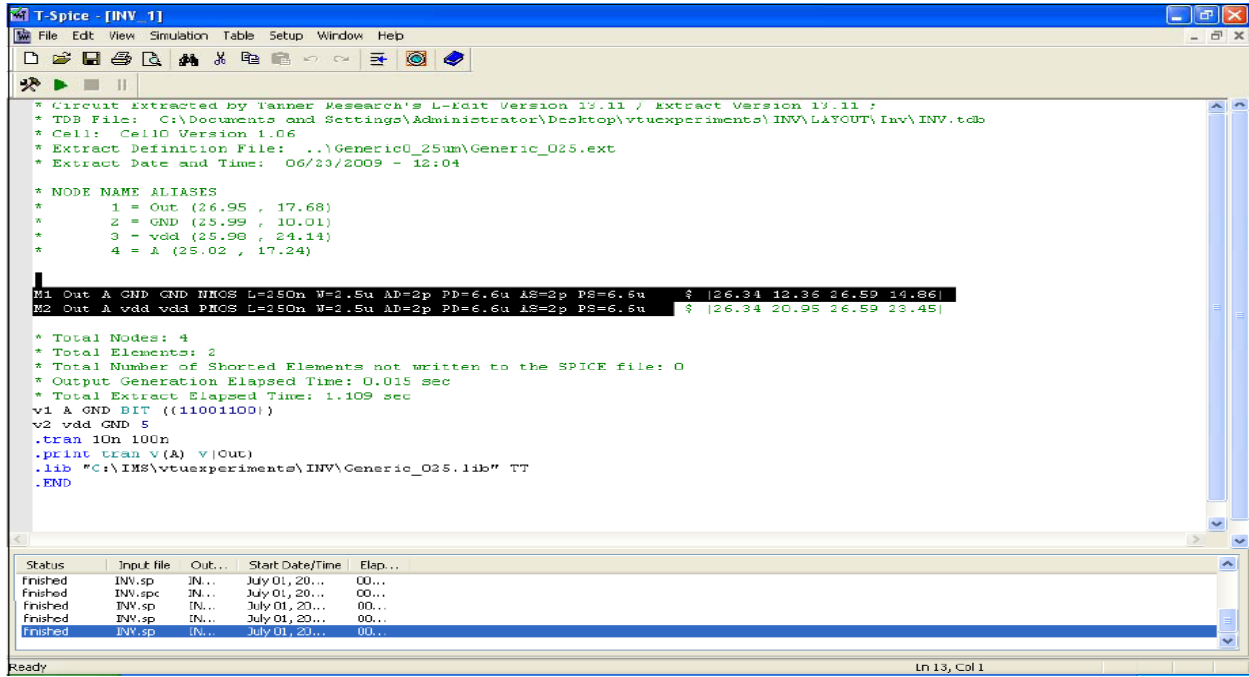 T-Spice - [INV_1]
File Edit View Simulation Table Setup Window Help
* Circuit Extracted by Tanner Research's L-Edit Version 13.11 / Extract Version 13.11 ;
* TDB File: C:\Documents and Settings\Administrator\Desktop\vtuexperiments\INV\LAYOUT\Inv\INV.tdb
* Cell: Cell0 Version 1.06
* Extract Definition File: ..\Generic0_25um\Generic_025.ext
* Extract Date and Time: 06/23/2009 - 12:04
* NODE NAME ALIASES
* 1 = Out (26.95 , 17.68)
* 2 = GND (25.99 , 10.01)
* 3 = vdd (25.98 , 24.14)
* 4 = A (25.02 , 17.24)
M1 Out A GND GND NMOS L=250n W=2.5u AD=2p PD=6.6u AS=2p PS=6.6u $ (26.34 12.36 26.59 14.86)
M2 Out A vdd vdd PMOS L=250n W=2.5u AD=2p PD=6.6u AS=2p PS=6.6u $ (26.34 20.95 26.59 23.45)
* Total Nodes: 4
* Total Elements: 2
* Total Number of Shorted Elements not written to the SPICE file: 0
* Output Generation Elapsed Time: 0.015 sec
* Total Extract Elapsed Time: 1.109 sec
v1 A GND BIT ({11001100})
v2 vdd GND 5
.tran 10n 100n
.print tran v(A) v(Out)
.lib "C:\IMS\vtuexperiments\INV\Generic_025.lib" TT
.END
Status Input file Out... Start Date/Time Elap...
finished INV.sp IN... July 01, 20... 00...
finished INV.spc IN... July 01, 20... 00...
finished INV.sp IN... July 01, 20... 00...
finished INV.sp IN... July 01, 20... 00...
finished INV.sp IN... July 01, 20... 00...
Ready Ln 13, Col 1